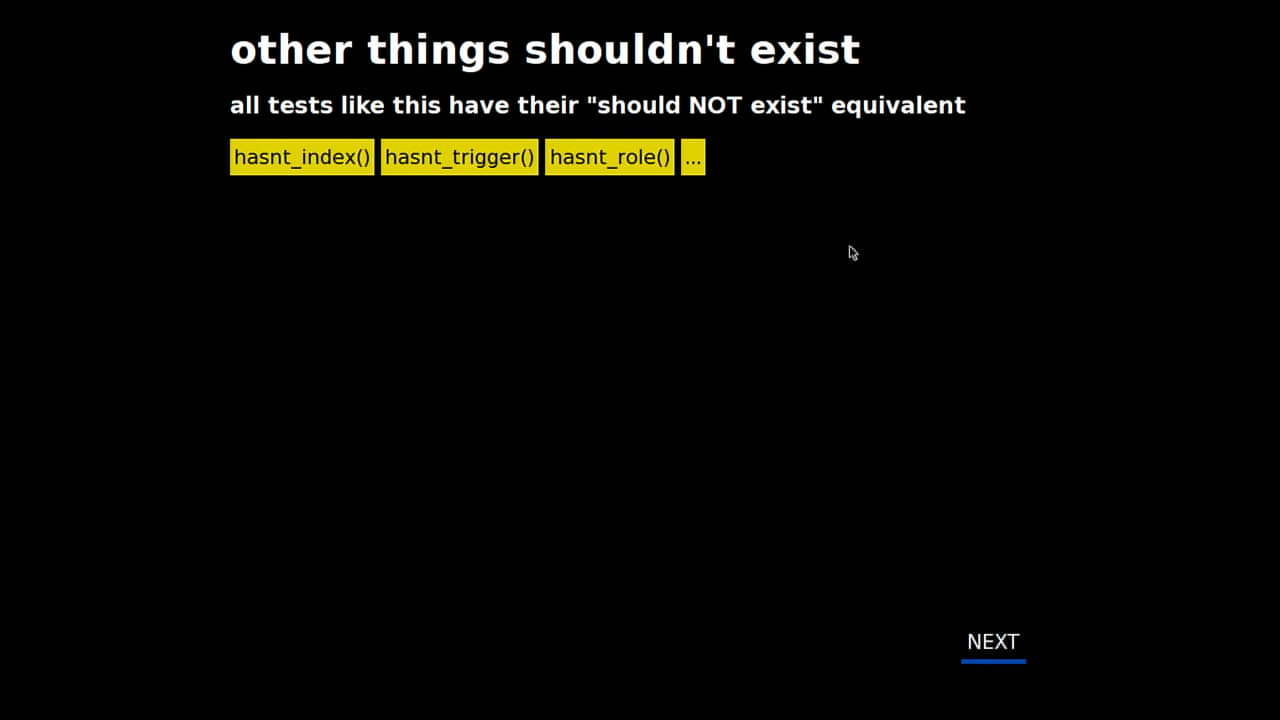 other things shouldn't exist
all tests like this have their "should NOT exist" equivalent
hasnt_index() hasnt_trigger() hasnt_role() ...
NEXT